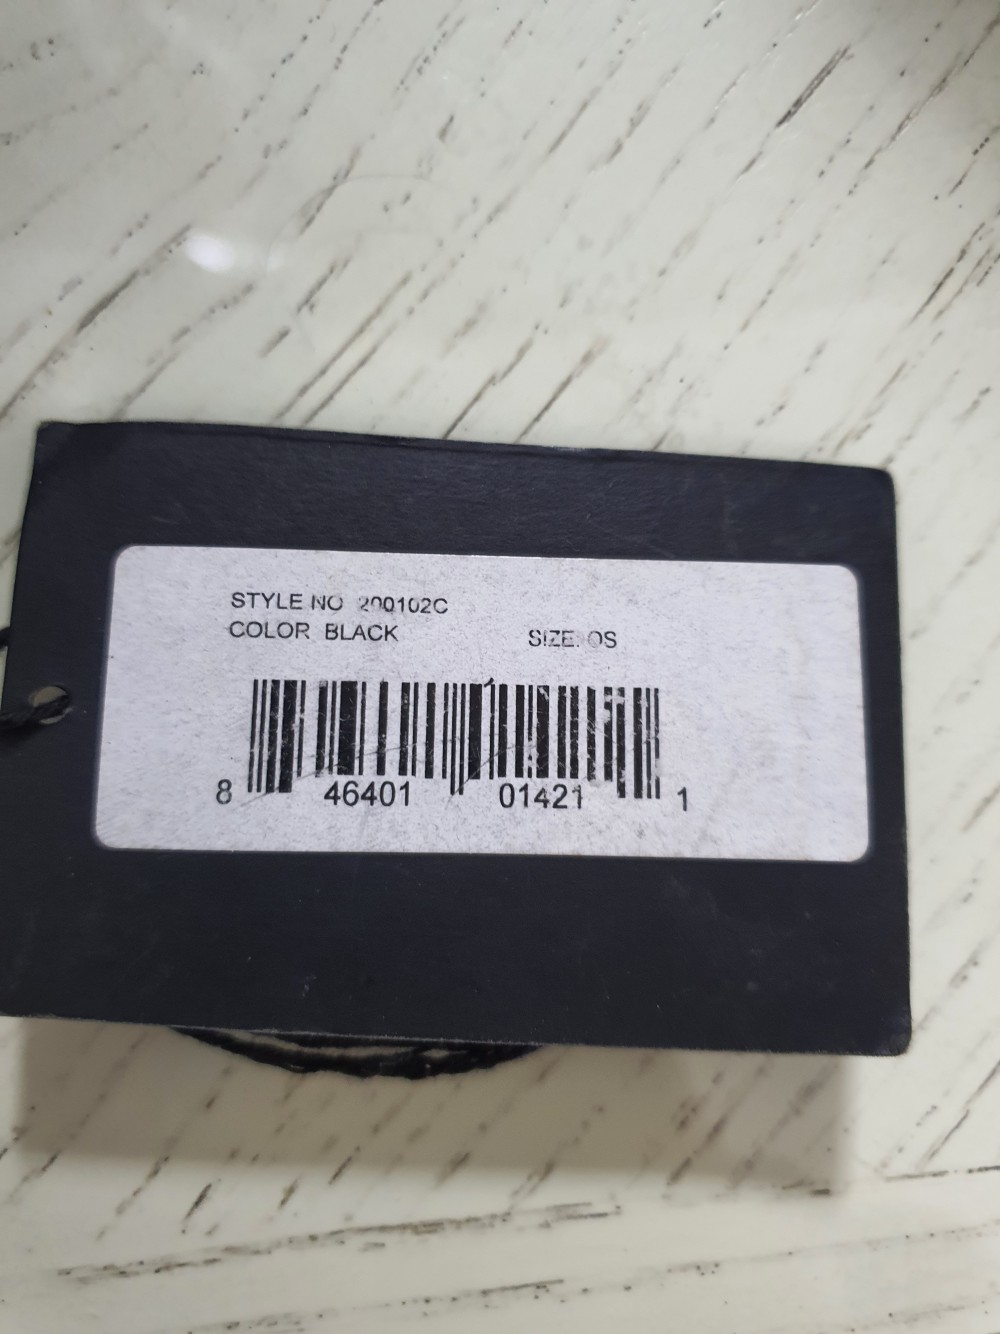 STYLE NO 200102C
COLOR BLACK SIZE: OS
8 46401 01421 1